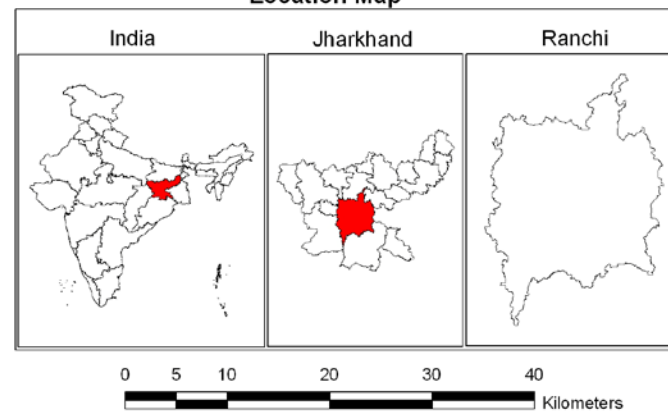 Location Map
India
Jharkhand
Ranchi
0 5 10 20 30 40
Kilometers